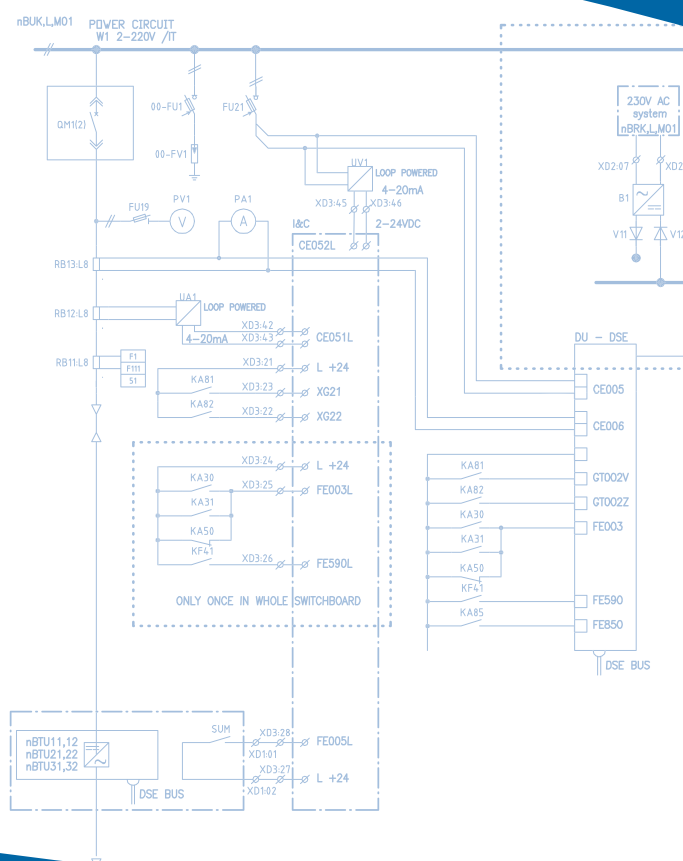 nBUK,L,M01
POWER CIRCUIT
W1 2-220V /IT
230V AC
system
nBRK,L,M01
QM1(2)
00-FU1
FU21
00-FV1
UV1
LOOP POWERED
4-20mA
XD2:07
XD2
XD3:45
XD3:46
B1
FU19
PV1
V
PA1
A
I&C
2-24VDC
V11
V12
CE052L
RB13:L8
UA1
LOOP POWERED
RB12:L8
XD3:42
4-20mA
XD3:43
CE051L
DU - DSE
RB11:L8
F1
F111
S1
XD3:21
L +24
KA81
XD3:23
XG21
CE005
KA82
XD3:22
XG22
CE006
XD3:24
L +24
KA81
GT002V
KA30
XD3:25
FE003L
KA82
GT002Z
KA31
KA30
FE003
KA50
KA31
KF41
XD3:26
FE590L
KA50
KF41
FE590
ONLY ONCE IN WHOLE SWITCHBOARD
KA85
FE850
DSE BUS
nBTU11,12
nBTU21,22
nBTU31,32
SUM
XD3:28
FE005L
XD1:01
XD3:27
L +24
XD1:02
DSE BUS